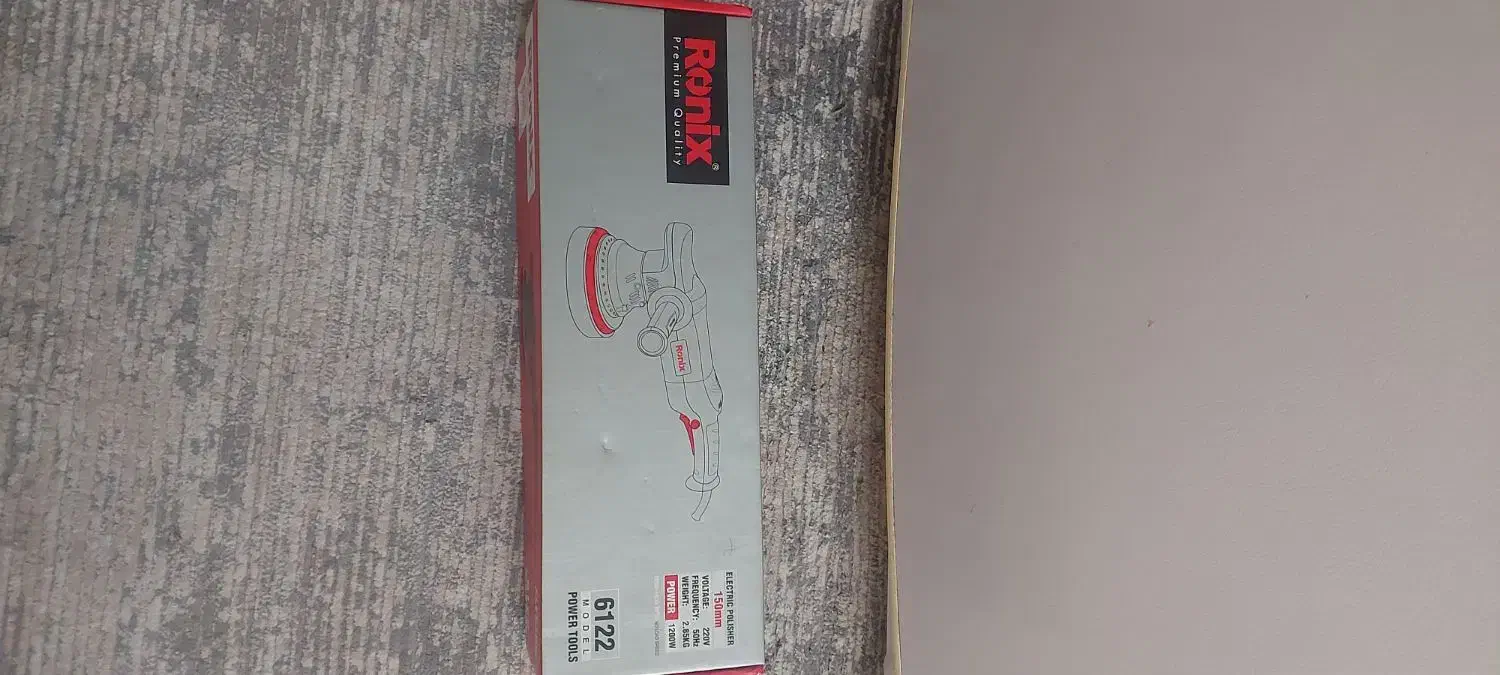 Ronix®
Premium Quality
Ronix
ELECTRIC POLISHER
150mm
VOLTAGE: 220V
FREQUENCY: 50Hz
WEIGHT: 2.85KG
POWER 1200W
6122
MODEL
POWER TOOLS